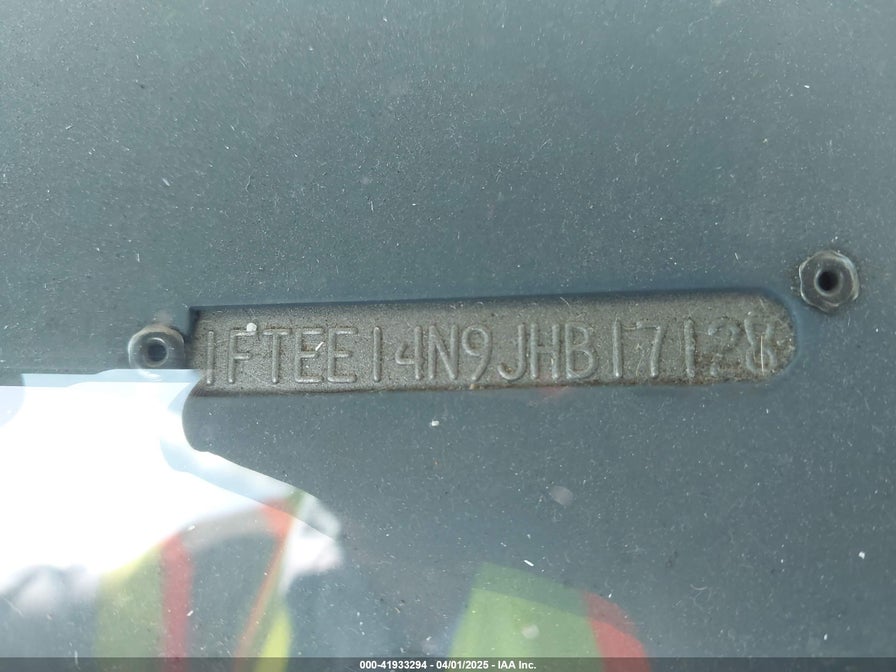 1FTEE14N9JHB17128
000-41933294 - 04/01/2025 - IAA Inc.